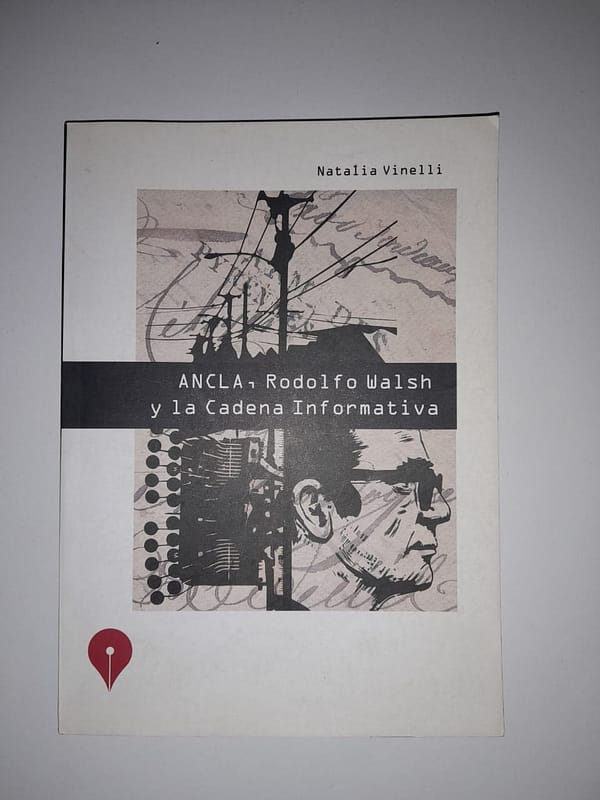 Natalia Vinelli
ANCLA, Rodolfo Walsh
y la Cadena Informativa